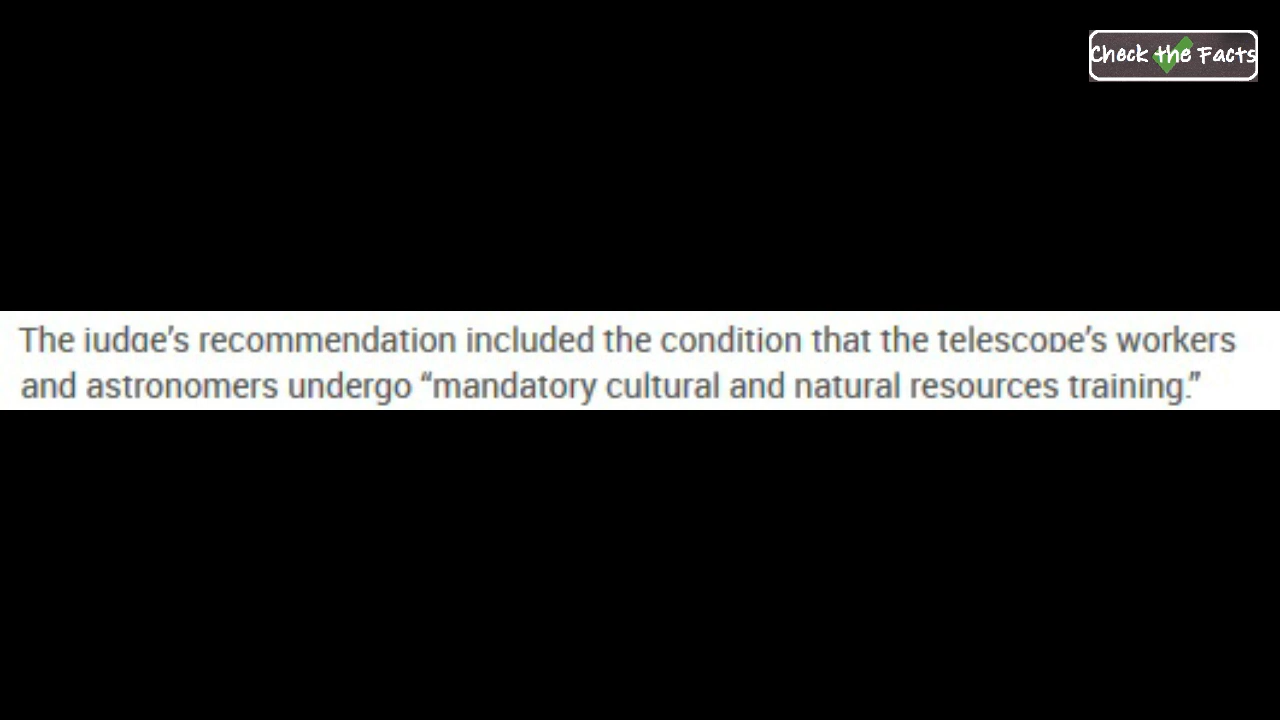 Check the Facts
The judge's recommendation included the condition that the telescope's workers
and astronomers undergo “mandatory cultural and natural resources training.”